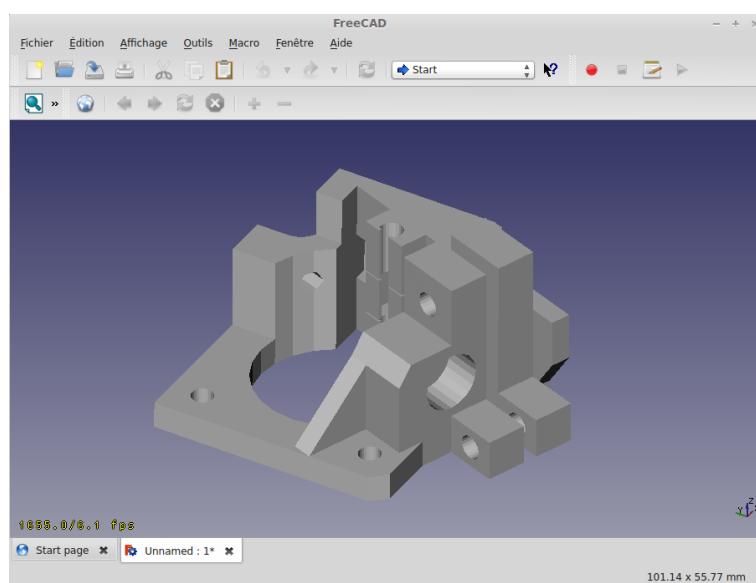 FreeCAD
Fichier Édition Affichage Outils Macro Fenêtre Aide
Start
»
1655.0/6.1 fps
Z
Y
Start page Unnamed : 1*
101.14 x 55.77 mm